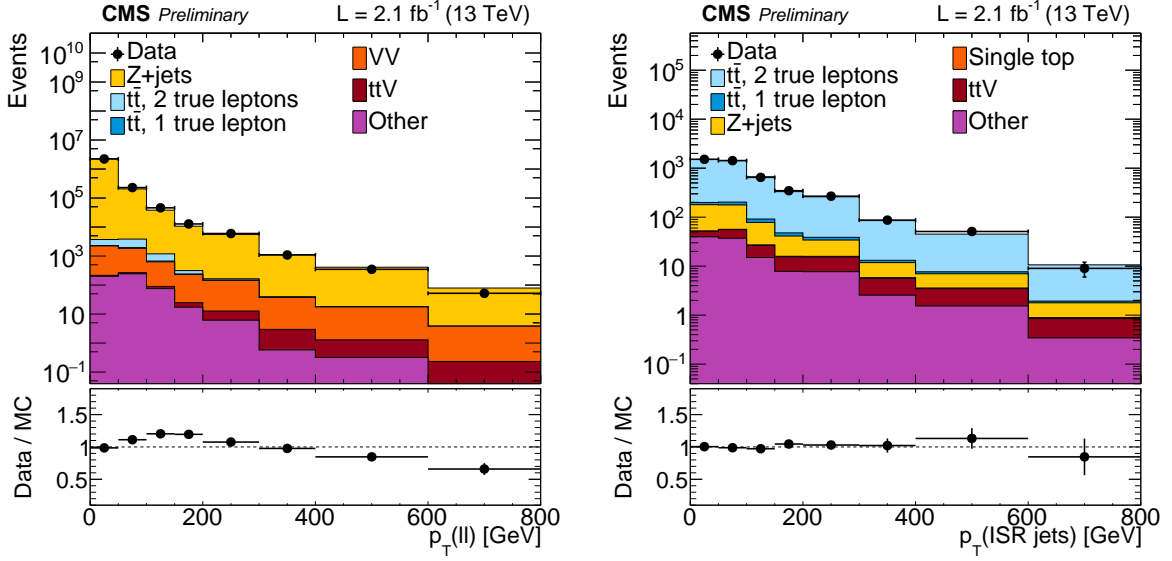 CMS Preliminary L = 2.1 fb⁻¹ (13 TeV)
Events
10¹⁰
10⁹
10⁷
10⁵
10³
10
10⁻¹
Data
Z+jets
tt̄, 2 true leptons
tt̄, 1 true lepton
VV
ttV
Other
Data / MC
1.5
1
0.5
0 200 400 600 800
p_T(ll) [GeV]
CMS Preliminary L = 2.1 fb⁻¹ (13 TeV)
Events
10⁵
10⁴
10³
10²
10
1
10⁻¹
Data
tt̄, 2 true leptons
tt̄, 1 true lepton
Z+jets
Single top
ttV
Other
Data / MC
1.5
1
0.5
0 200 400 600 800
p_T(ISR jets) [GeV]